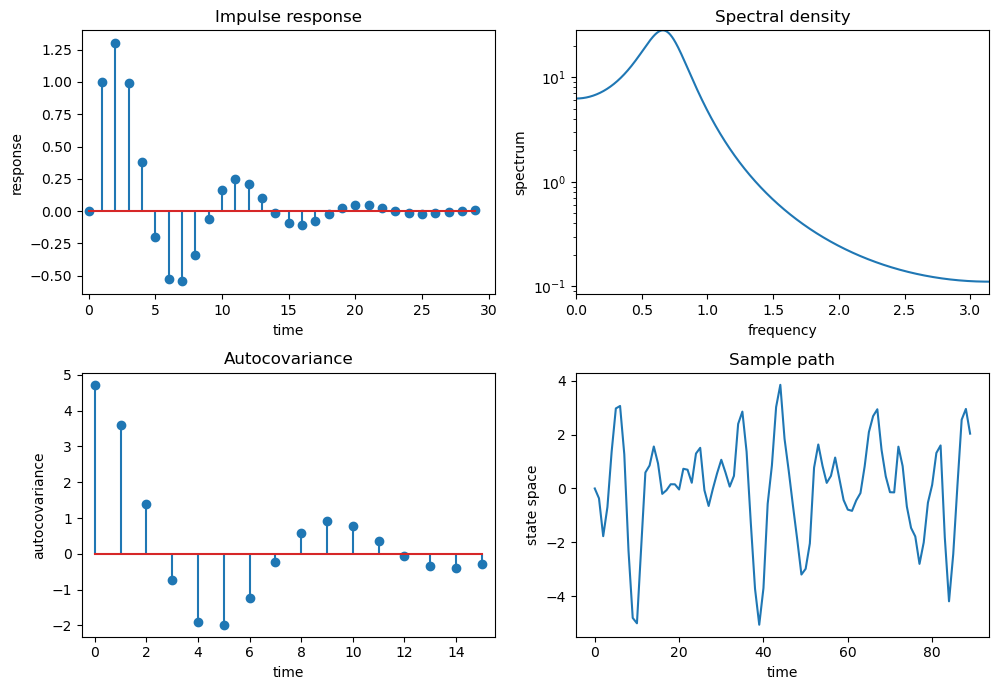 Impulse response
1.25
1.00
0.75
0.50
0.25
0.00
−0.25
−0.50
response
0 5 10 15 20 25 30
time
Spectral density
10^1
10^0
10^−1
spectrum
0.0 0.5 1.0 1.5 2.0 2.5 3.0
frequency
Autocovariance
5
4
3
2
1
0
−1
−2
autocovariance
0 2 4 6 8 10 12 14
time
Sample path
4
2
0
−2
−4
state space
0 20 40 60 80
time